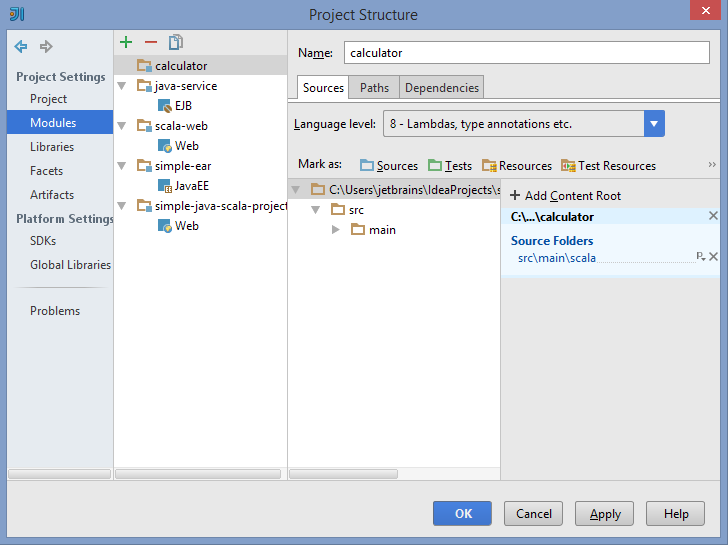 Project Structure
Project Settings
Project
Modules
Libraries
Facets
Artifacts
Platform Settings
SDKs
Global Libraries
Problems
calculator
java-service
EJB
scala-web
Web
simple-ear
JavaEE
simple-java-scala-project
Web
Name: calculator
Sources Paths Dependencies
Language level: 8 - Lambdas, type annotations etc.
Mark as: Sources Tests Resources Test Resources »
C:\Users\jetbrains\IdeaProjects\s
src
main
+ Add Content Root
C:\...\calculator
Source Folders
src\main\scala
OK Cancel Apply Help